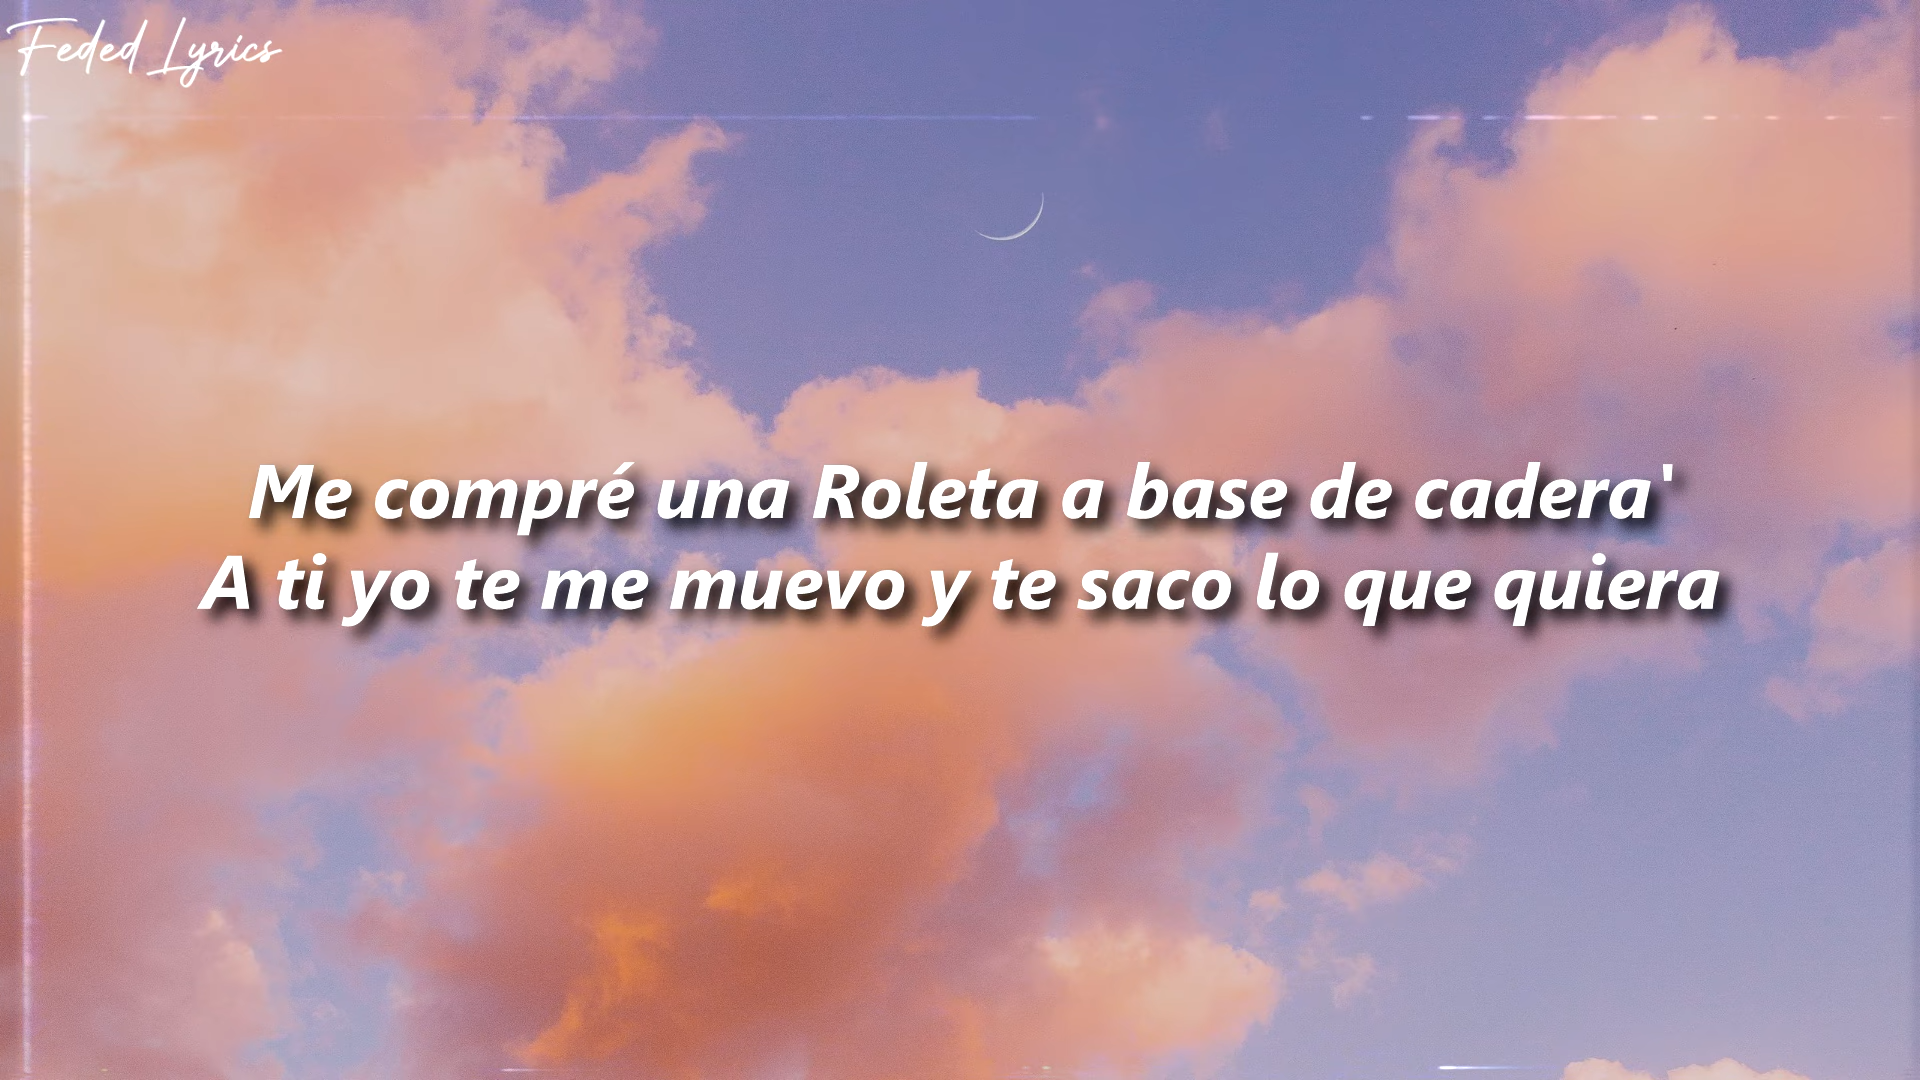 Feded Lyrics
Me compré una Roleta a base de cadera'
A ti yo te me muevo y te saco lo que quiera